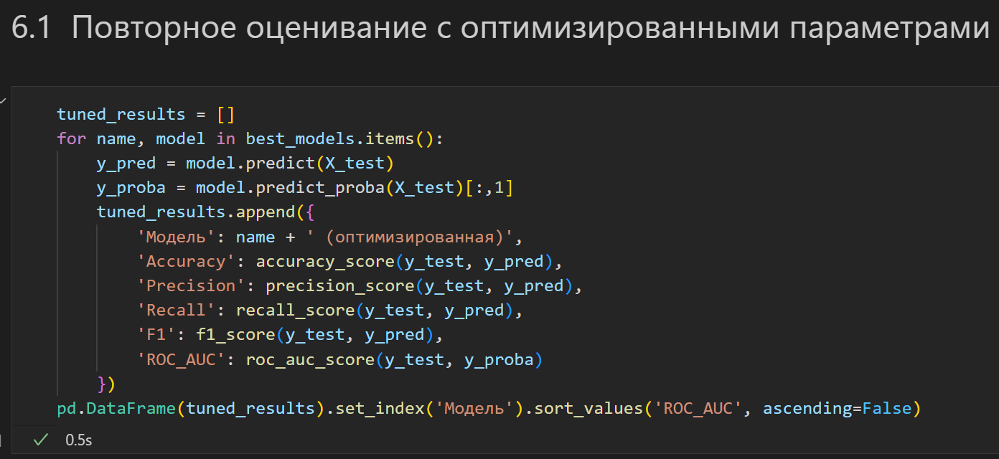 6.1 Повторное оценивание с оптимизированными параметрами
tuned_results = []
for name, model in best_models.items():
    y_pred = model.predict(X_test)
    y_proba = model.predict_proba(X_test)[:,1]
    tuned_results.append({
        'Модель': name + ' (оптимизированная)',
        'Accuracy': accuracy_score(y_test, y_pred),
        'Precision': precision_score(y_test, y_pred),
        'Recall': recall_score(y_test, y_pred),
        'F1': f1_score(y_test, y_pred),
        'ROC_AUC': roc_auc_score(y_test, y_proba)
    })
pd.DataFrame(tuned_results).set_index('Модель').sort_values('ROC_AUC', ascending=False)
0.5s